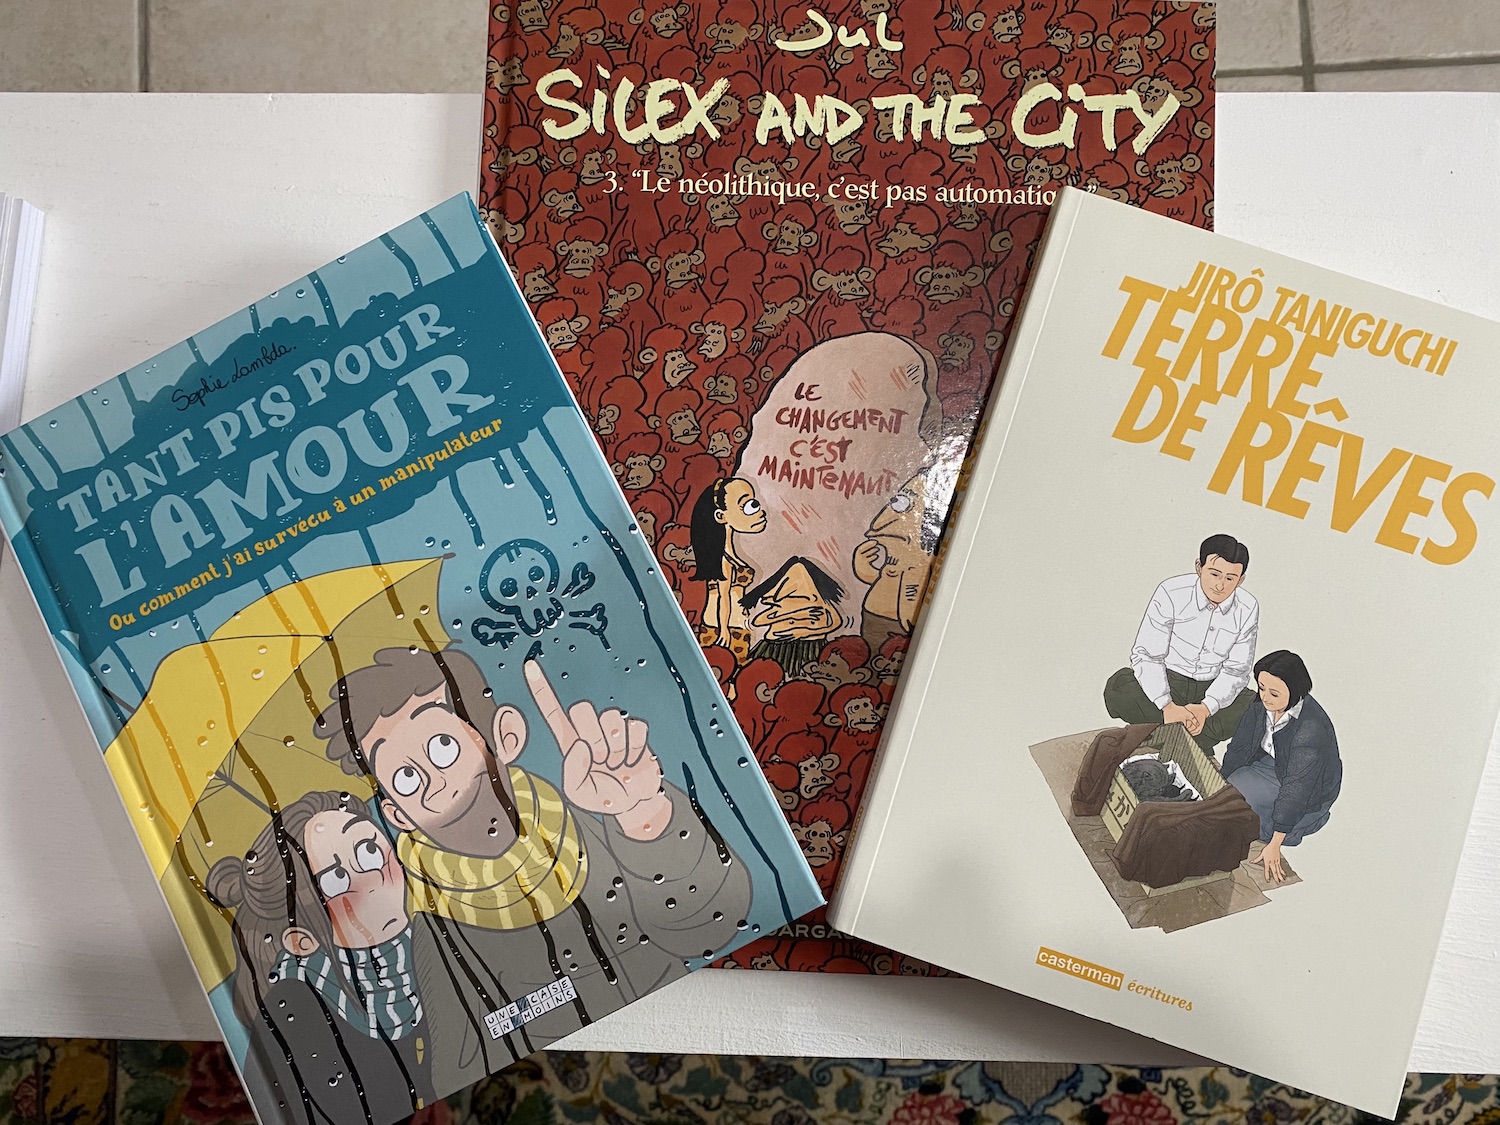 Jul
SILEX AND THE CITY
3. "Le néolithique, c'est pas
LE
CHANGEMENT
C'EST
MAINTENANT
Sophie Lambda.
TANT PIS POUR
L'AMOUR
Ou comment j'ai survécu à un manipulateur
UNE CASE
EN MOINS
JIRÔ TANIGUCHI
TERRE
DE RÊVES
casterman écritures